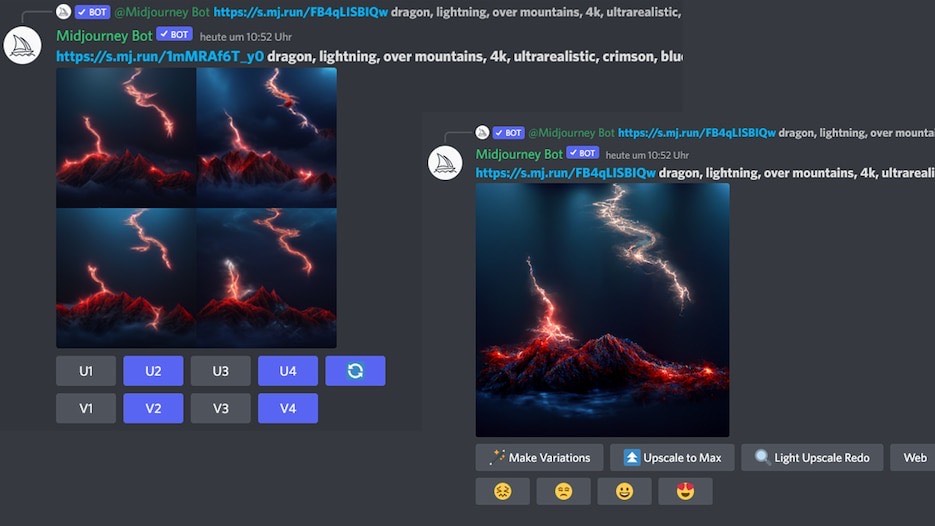 BOT @Midjourney Bot https://s.mj.run/FB4qLISBIQw dragon, lightning, over mountains, 4k, ultrarealistic,
Midjourney Bot BOT heute um 10:52 Uhr
https://s.mj.run/1mMRAf6T_y0 dragon, lightning, over mountains, 4k, ultrarealistic, crimson, blue
U1 U2 U3 U4
V1 V2 V3 V4
BOT @Midjourney Bot https://s.mj.run/FB4qLISBIQw dragon, lightning, over mounta
Midjourney Bot BOT heute um 10:52 Uhr
https://s.mj.run/FB4qLISBIQw dragon, lightning, over mountains, 4k, ultrareali
Make Variations Upscale to Max Light Upscale Redo Web